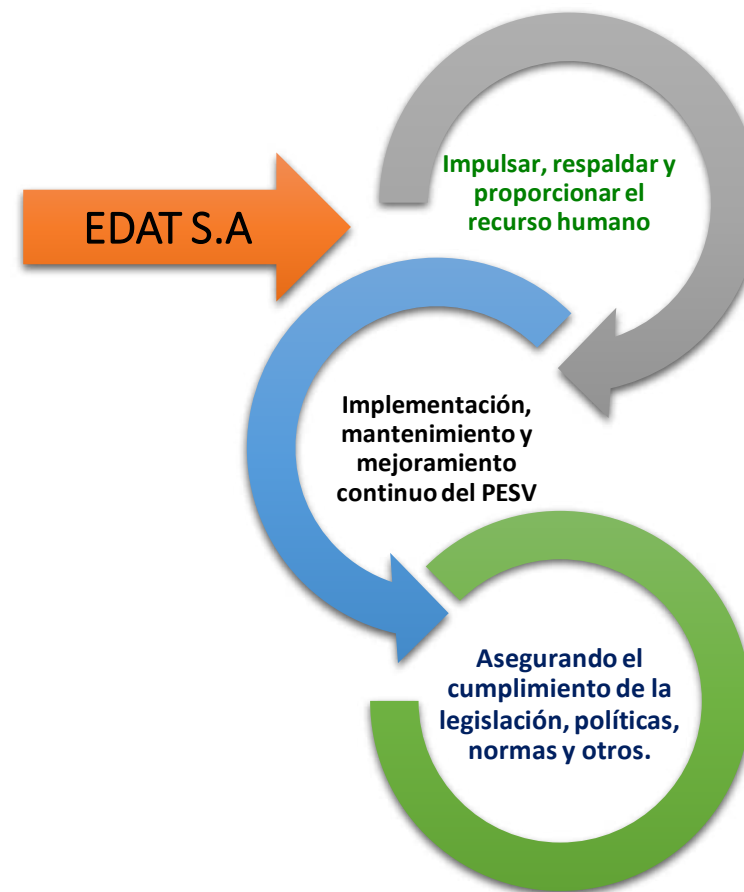 EDAT S.A
Impulsar, respaldar y
proporcionar el
recurso humano
Implementación,
mantenimiento y
mejoramiento
continuo del PESV
Asegurando el
cumplimiento de la
legislación, políticas,
normas y otros.